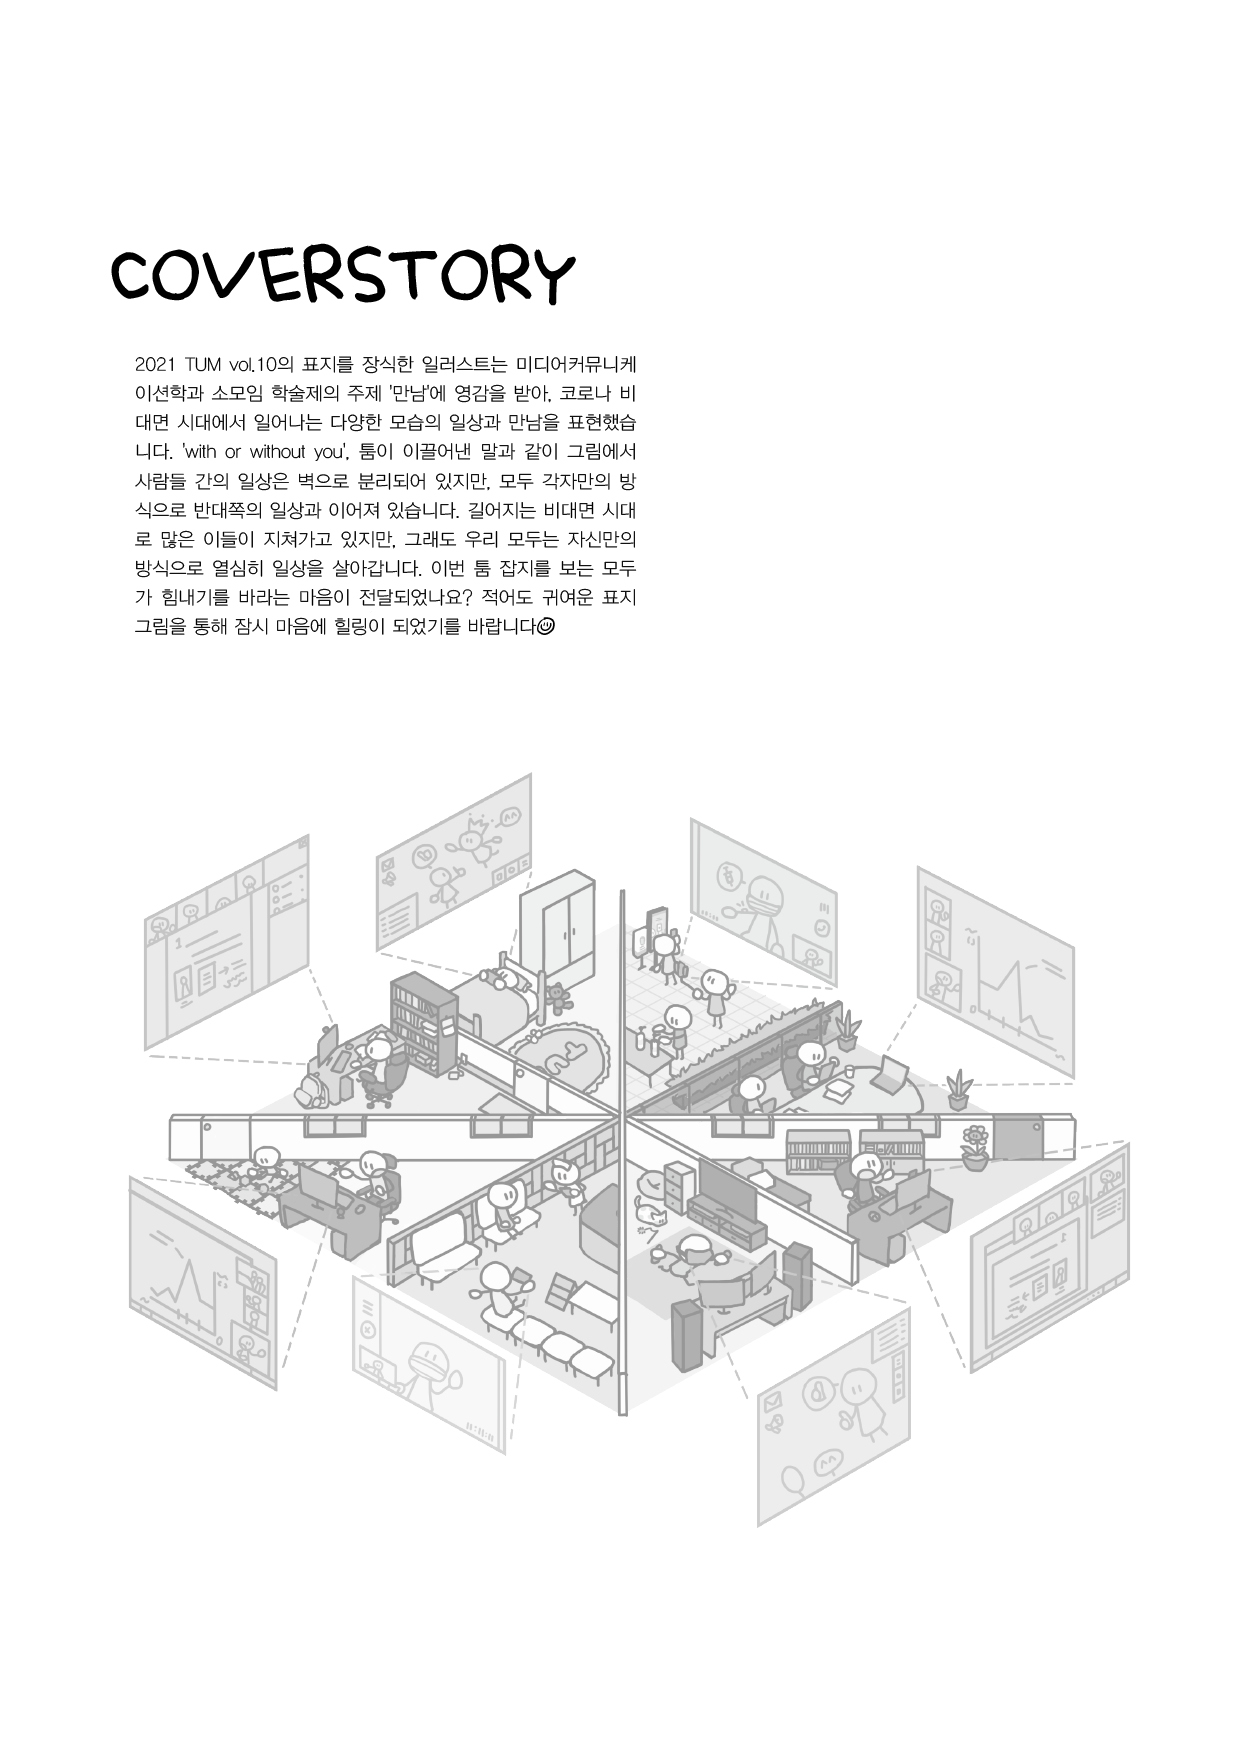 COVERSTORY
2021 TUM vol.10의 표지를 장식한 일러스트는 미디어커뮤니케
이션학과 소모임 학술제의 주제 '만남'에 영감을 받아, 코로나 비
대면 시대에서 일어나는 다양한 모습의 일상과 만남을 표현했습
니다. 'with or without you', 툼이 이끌어낸 말과 같이 그림에서
사람들 간의 일상은 벽으로 분리되어 있지만, 모두 각자만의 방
식으로 반대쪽의 일상과 이어져 있습니다. 길어지는 비대면 시대
로 많은 이들이 지쳐가고 있지만, 그래도 우리 모두는 자신만의
방식으로 열심히 일상을 살아갑니다. 이번 툼 잡지를 보는 모두
가 힘내기를 바라는 마음이 전달되었나요? 적어도 귀여운 표지
그림을 통해 잠시 마음에 힐링이 되었기를 바랍니다